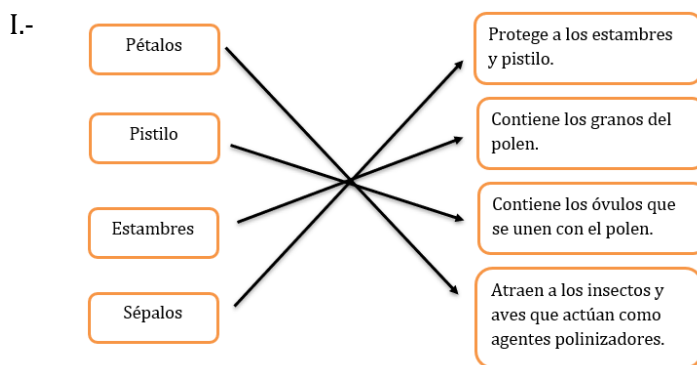 I.-
Pétalos
Pistilo
Estambres
Sépalos
Protege a los estambres
y pistilo.
Contiene los granos del
polen.
Contiene los óvulos que
se unen con el polen.
Atraen a los insectos y
aves que actúan como
agentes polinizadores.